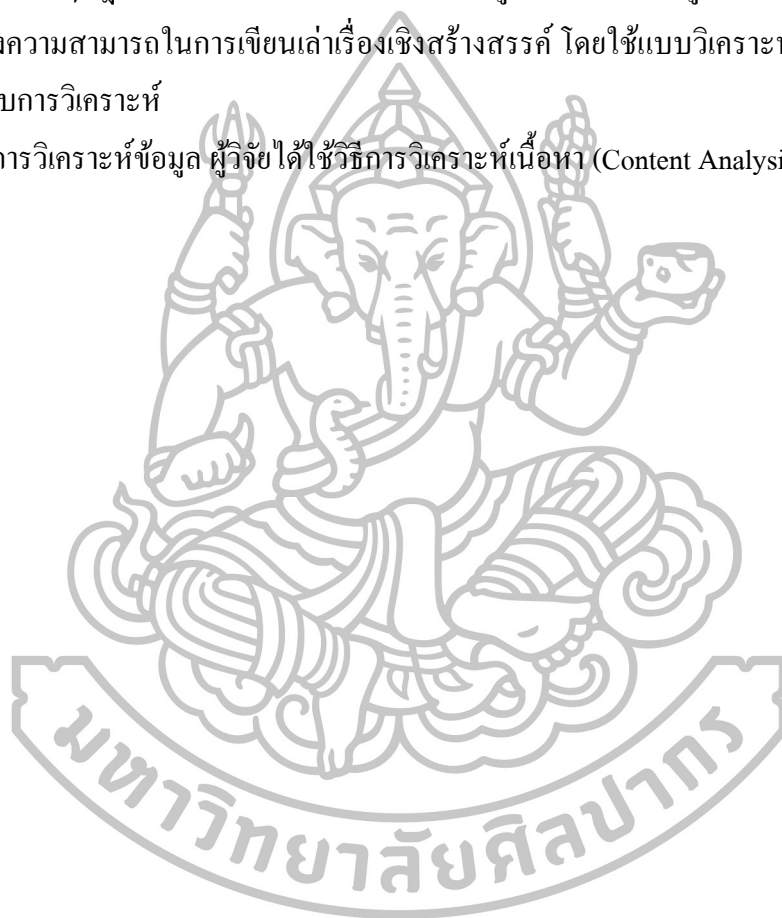 งความสามารถในการเขียนเล่าเรื่องเชิงสร้างสรรค์ โดยใช้แบบวิเคราะห
บการวิเคราะห์
การวิเคราะห์ข้อมูล ผู้วิจัยได้ใช้วิธีการวิเคราะห์เนื้อหา (Content Analysi
มหาวิทยาลัยศิลปากร